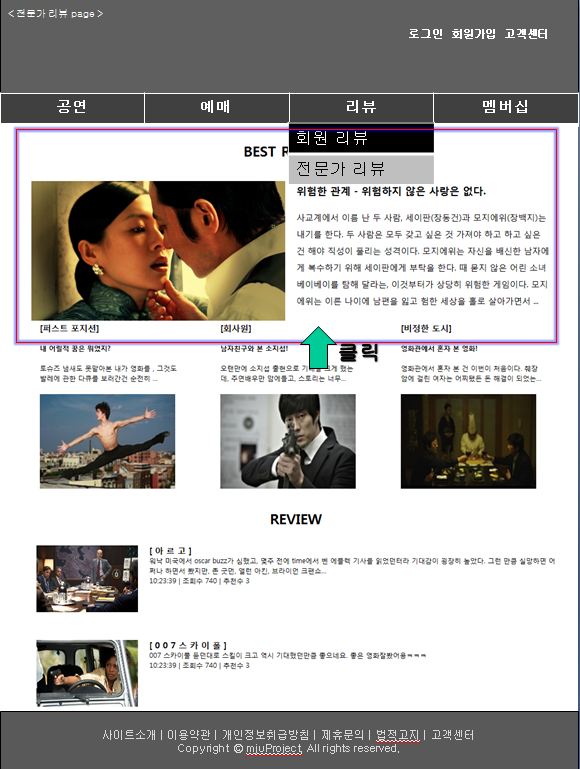 < 전문가 리뷰 page >
로그인 회원가입 고객센터
공연 예매 리뷰 멤버십
회원 리뷰
전문가 리뷰
BEST R
위험한 관계 - 위험하지 않은 사랑은 없다.
사교계에서 이름 난 두 사람, 세이판(장동건)과 모지에위(장백지)는
내기를 한다. 두 사람은 모두 갖고 싶은 것 가져야 하고 하고 싶은
건 해야 직성이 풀리는 성격이다. 모지에위는 자신을 배신한 남자에
게 복수하기 위해 세이판에게 부탁을 한다. 때 묻지 않은 어린 소녀
베이베이를 탐해 달라는, 이것부터가 상당히 위험한 게임이다. 모지
에위는 이른 나이에 남편을 잃고 험한 세상을 홀로 살아가면서 ..
클릭
[퍼스트 포지션]
내 어릴적 꿈은 뭐였지?
토슈즈 냄새도 못맡아본 내가 영화를 , 그것도
발레에 관한 다큐를 보러간건 순전히 ...
[회사원]
남자친구와 본 소지섭!
오랜만에 소지섭 출현으로 기대를 크게 했는
데, 주연배우만 맘에들고, 스토리는 너무...
[비정한 도시]
영화관에서 혼자 본 영화!
영화관에서 혼자 본 건 이번이 처음이다. 췌장
암에 걸린 여자는 어찌됐든 돈 해결이 되었는...
REVIEW
[ 아 르 고 ]
워낙 미국에서 oscar buzz가 심했고, 몇주 전에 time에서 벤 에플렉 기사를 읽었던터라 기대감이 굉장히 높았다. 그런 만큼 실망하면 어
쩌나 하면서 봤지만, 존 굿먼, 앨런 아킨, 브라이언 크랜스...
10:23:39 | 조회수 740 | 추천수 3
[ 0 0 7 스 카 이 폴 ]
007 스카이폴 듣던대로 스킬이 크고 역시 기대했던만큼 좋으네요. 좋은 영화잘봤어용ㅋㅋㅋ
10:23:39 | 조회수 740 | 추천수 3
사이트소개 | 이용약관 | 개인정보취급방침 | 제휴문의 | 법정고지 | 고객센터
Copyright © mjuProject, All rights reserved.